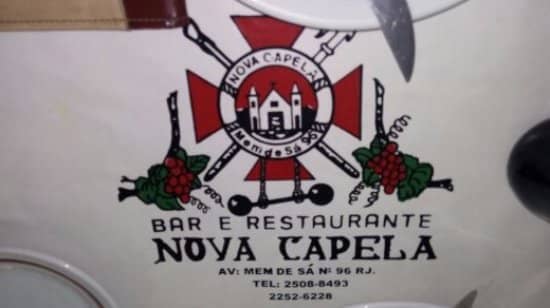 NOVA CAPELA
Mem de Sá 96
BAR E RESTAURANTE
NOVA CAPELA
AV: MEM DE SÁ Nº 96 RJ.
TEL: 2508-8493
2252-6228